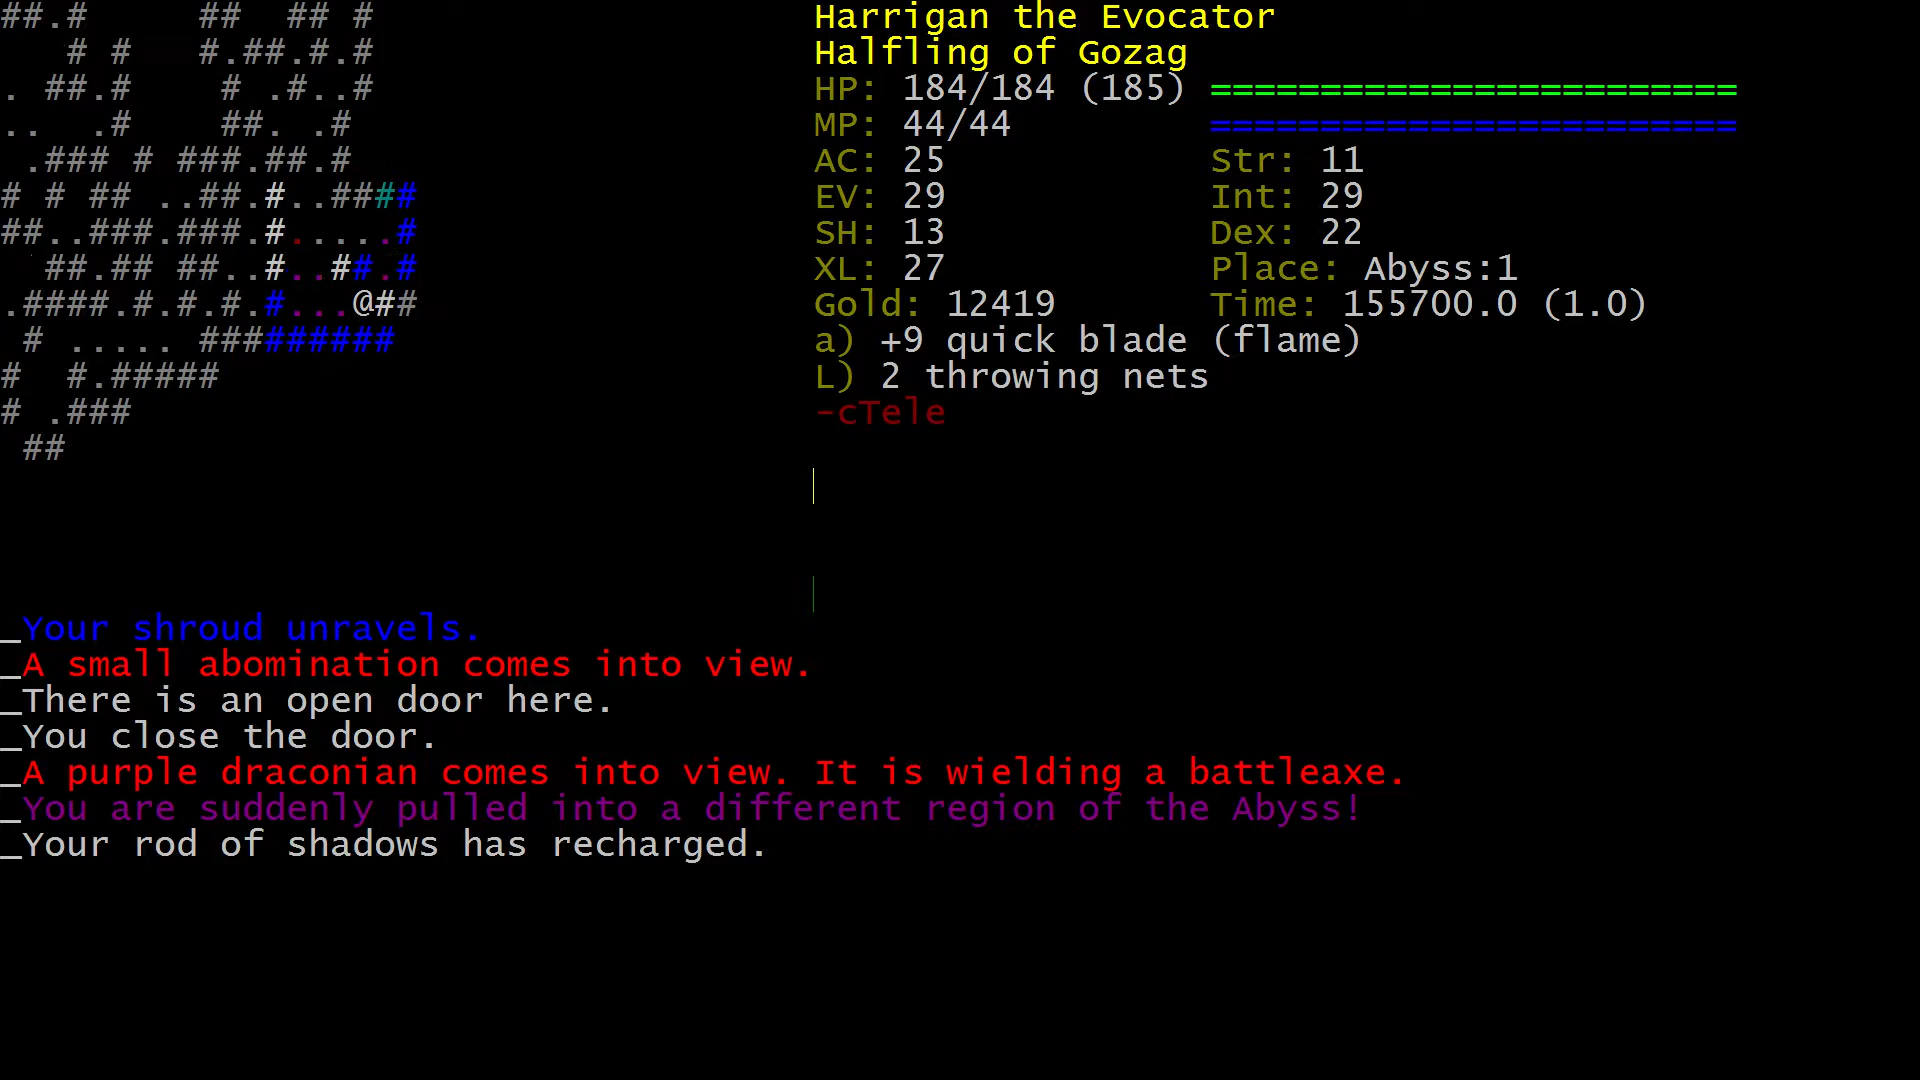 ##.#      ##  ## #
   # #   #.##.#.#
. ##.#    # .#..#
..  .#    ##. .#
 .### # ###.##.#
# # ## ..##.#..####
##..###.###.#.....#
  ##.## ##..#..##.#
.####.#.#.#.#...@##
 # ..... #########
#  #.#####
# .###
 ##
Harrigan the Evocator
Halfling of Gozag
HP: 184/184 (185) ========================
MP: 44/44 ========================
AC: 25 Str: 11
EV: 29 Int: 29
SH: 13 Dex: 22
XL: 27 Place: Abyss:1
Gold: 12419 Time: 155700.0 (1.0)
a) +9 quick blade (flame)
L) 2 throwing nets
-cTele
_Your shroud unravels.
_A small abomination comes into view.
_There is an open door here.
_You close the door.
_A purple draconian comes into view. It is wielding a battleaxe.
_You are suddenly pulled into a different region of the Abyss!
_Your rod of shadows has recharged.